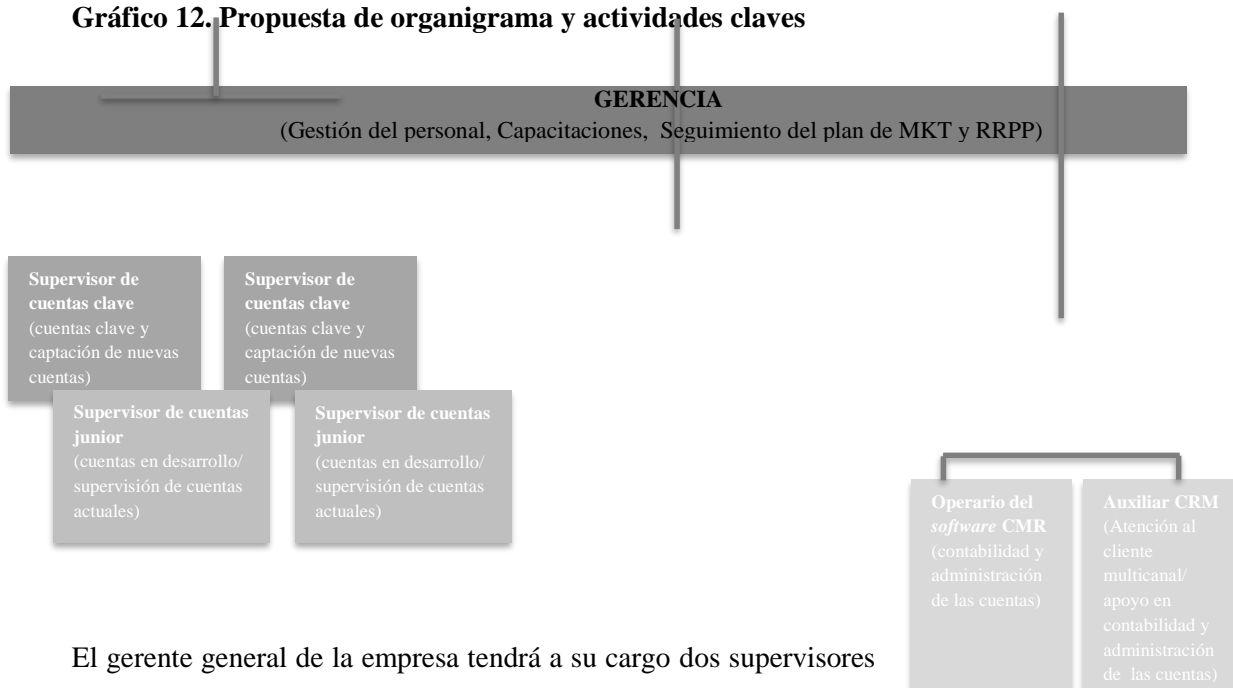 Gráfico 12. Propuesta de organigrama y actividades claves
GERENCIA
(Gestión del personal, Capacitaciones, Seguimiento del plan de MKT y RRPP)
Supervisor de
cuentas clave
(cuentas clave y
captación de nuevas
cuentas)
Supervisor de
cuentas clave
(cuentas clave y
captación de nuevas
cuentas)
Supervisor de cuentas
junior
(cuentas en desarrollo/
supervisión de cuentas
actuales)
Supervisor de cuentas
junior
(cuentas en desarrollo/
supervisión de cuentas
actuales)
Operario del
software CMR
(contabilidad y
administración
de las cuentas)
Auxiliar CRM
(Atención al
cliente
multicanal/
apoyo en
contabilidad y
administración
de las cuentas)
El gerente general de la empresa tendrá a su cargo dos supervisores